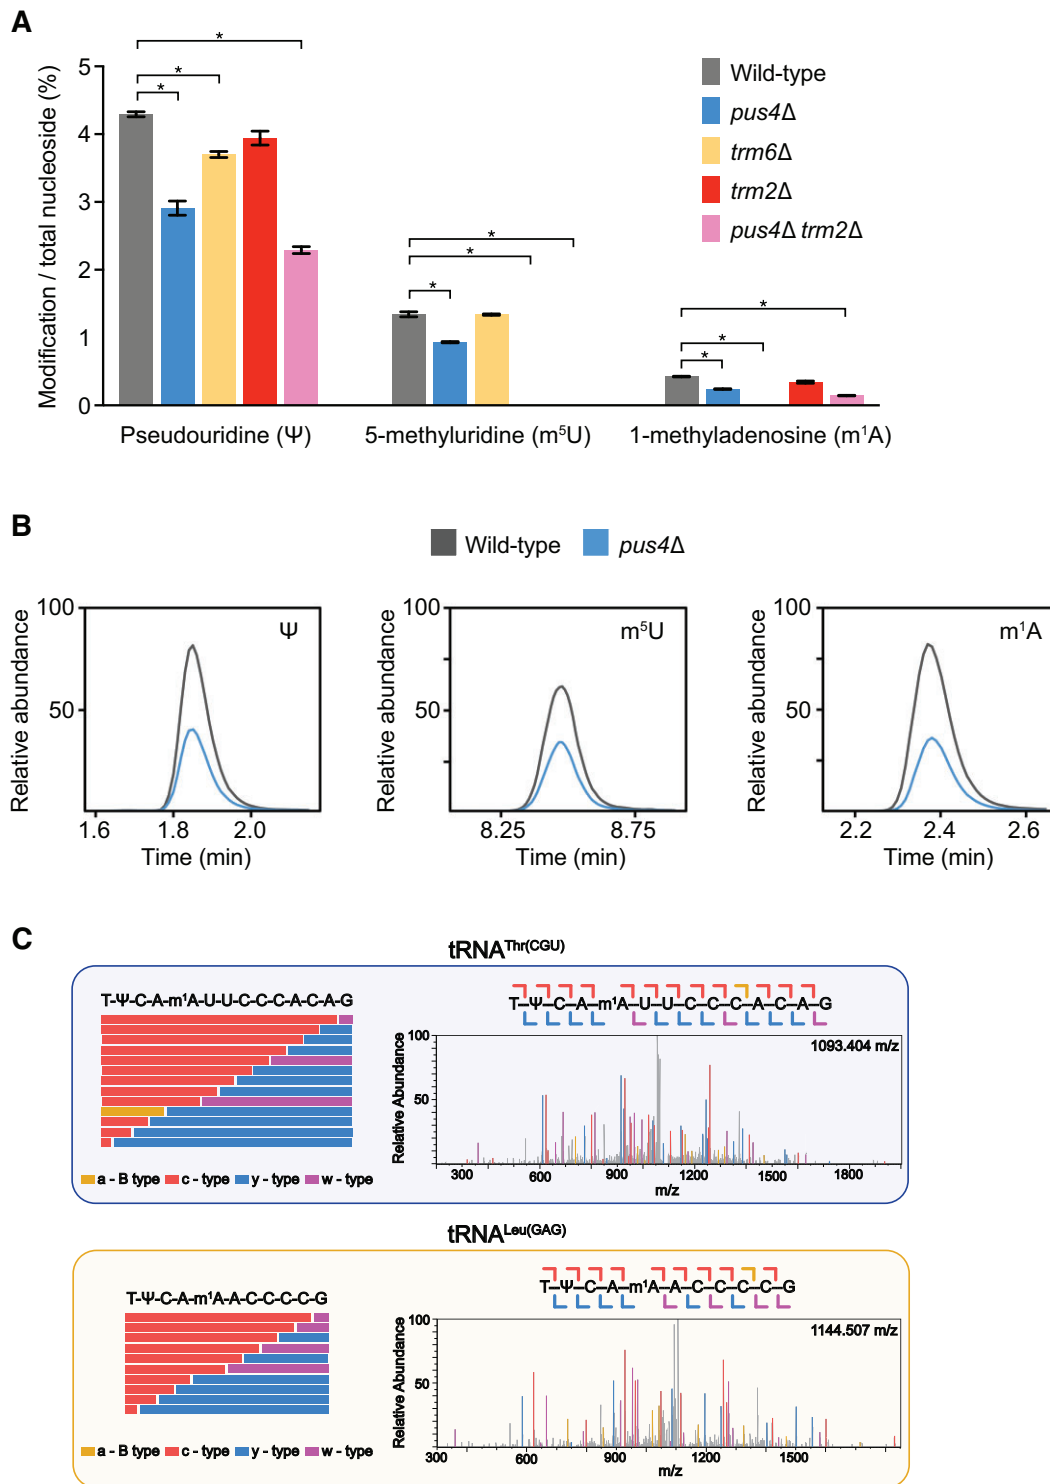 A
Modification / total nucleoside (%)
5
4
3
2
1
0
*
*
*
*
*
*
*
*
*
Wild-type
pus4Δ
trm6Δ
trm2Δ
pus4Δ trm2Δ
Pseudouridine (Ψ)
5-methyluridine (m⁵U)
1-methyladenosine (m¹A)
B
Wild-type
pus4Δ
Relative abundance
100
50
Ψ
1.6 1.8 2.0
Time (min)
Relative abundance
100
50
m⁵U
8.25 8.75
Time (min)
Relative abundance
100
50
m¹A
2.2 2.4 2.6
Time (min)
C
tRNA^Thr(CGU)
T-Ψ-C-A-m¹A-U-U-C-C-C-A-C-A-G
a - B type c - type y - type w - type
T-Ψ-C-A-m¹A-U-U-C-C-C-A-C-A-G
1093.404 m/z
Relative Abundance
100
50
300 600 900 1200 1500 1800
m/z
tRNA^Leu(GAG)
T-Ψ-C-A-m¹A-A-C-C-C-C-G
a - B type c - type y - type w - type
T-Ψ-C-A-m¹A-A-C-C-C-C-G
1144.507 m/z
Relative Abundance
100
50
300 600 900 1200 1500
m/z